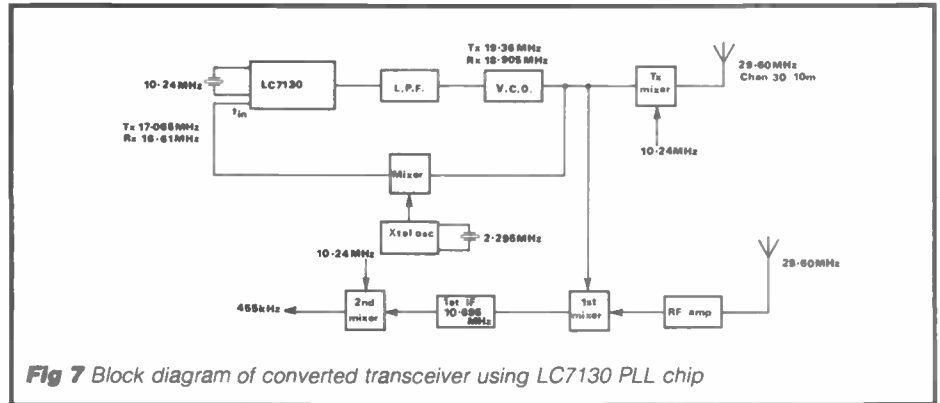 Tx 19·36MHz
Rx 18·905MHz
10·24MHz
LC7130
L.P.F.
V.C.O.
Tx
mixer
29·60MHz
Chan 30 10m
fin
Tx 17·065MHz
Rx 16·61MHz
10·24MHz
Mixer
Xtal osc
2·295MHz
10·24MHz
29·60MHz
455kHz
2nd
mixer
1st IF
10·695
MHz
1st
mixer
RF amp
Fig 7 Block diagram of converted transceiver using LC7130 PLL chip